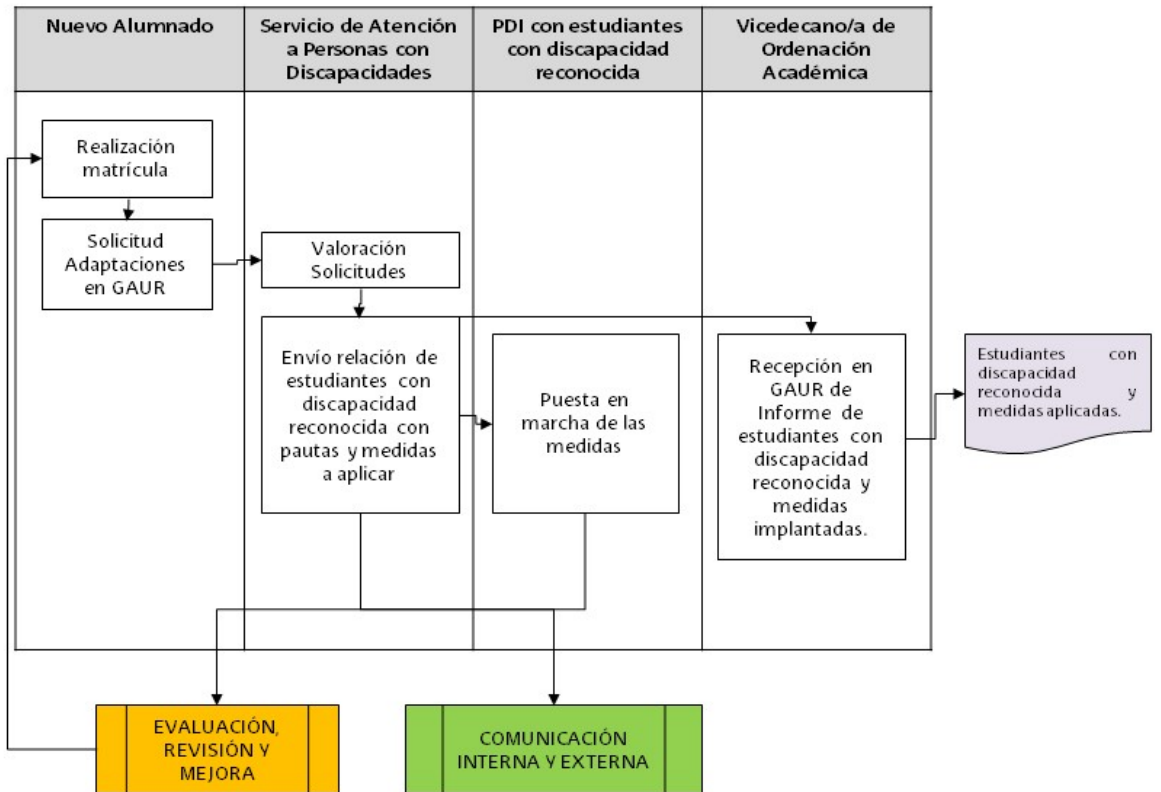 Nuevo Alumnado
Servicio de Atención
a Personas con
Discapacidades
PDI con estudiantes
con discapacidad
reconocida
Vicedecano/a de
Ordenación
Académica
Realización
matrícula
Solicitud
Adaptaciones
en GAUR
Valoración
Solicitudes
Envío relación de
estudiantes con
discapacidad
reconocida con
pautas y medidas
a aplicar
Puesta en
marcha de las
medidas
Recepción en
GAUR de
Informe de
estudiantes con
discapacidad
reconocida y
medidas
implantadas.
Estudiantes con
discapacidad
reconocida y
medidas aplicadas.
EVALUACIÓN,
REVISIÓN Y
MEJORA
COMUNICACIÓN
INTERNA Y EXTERNA